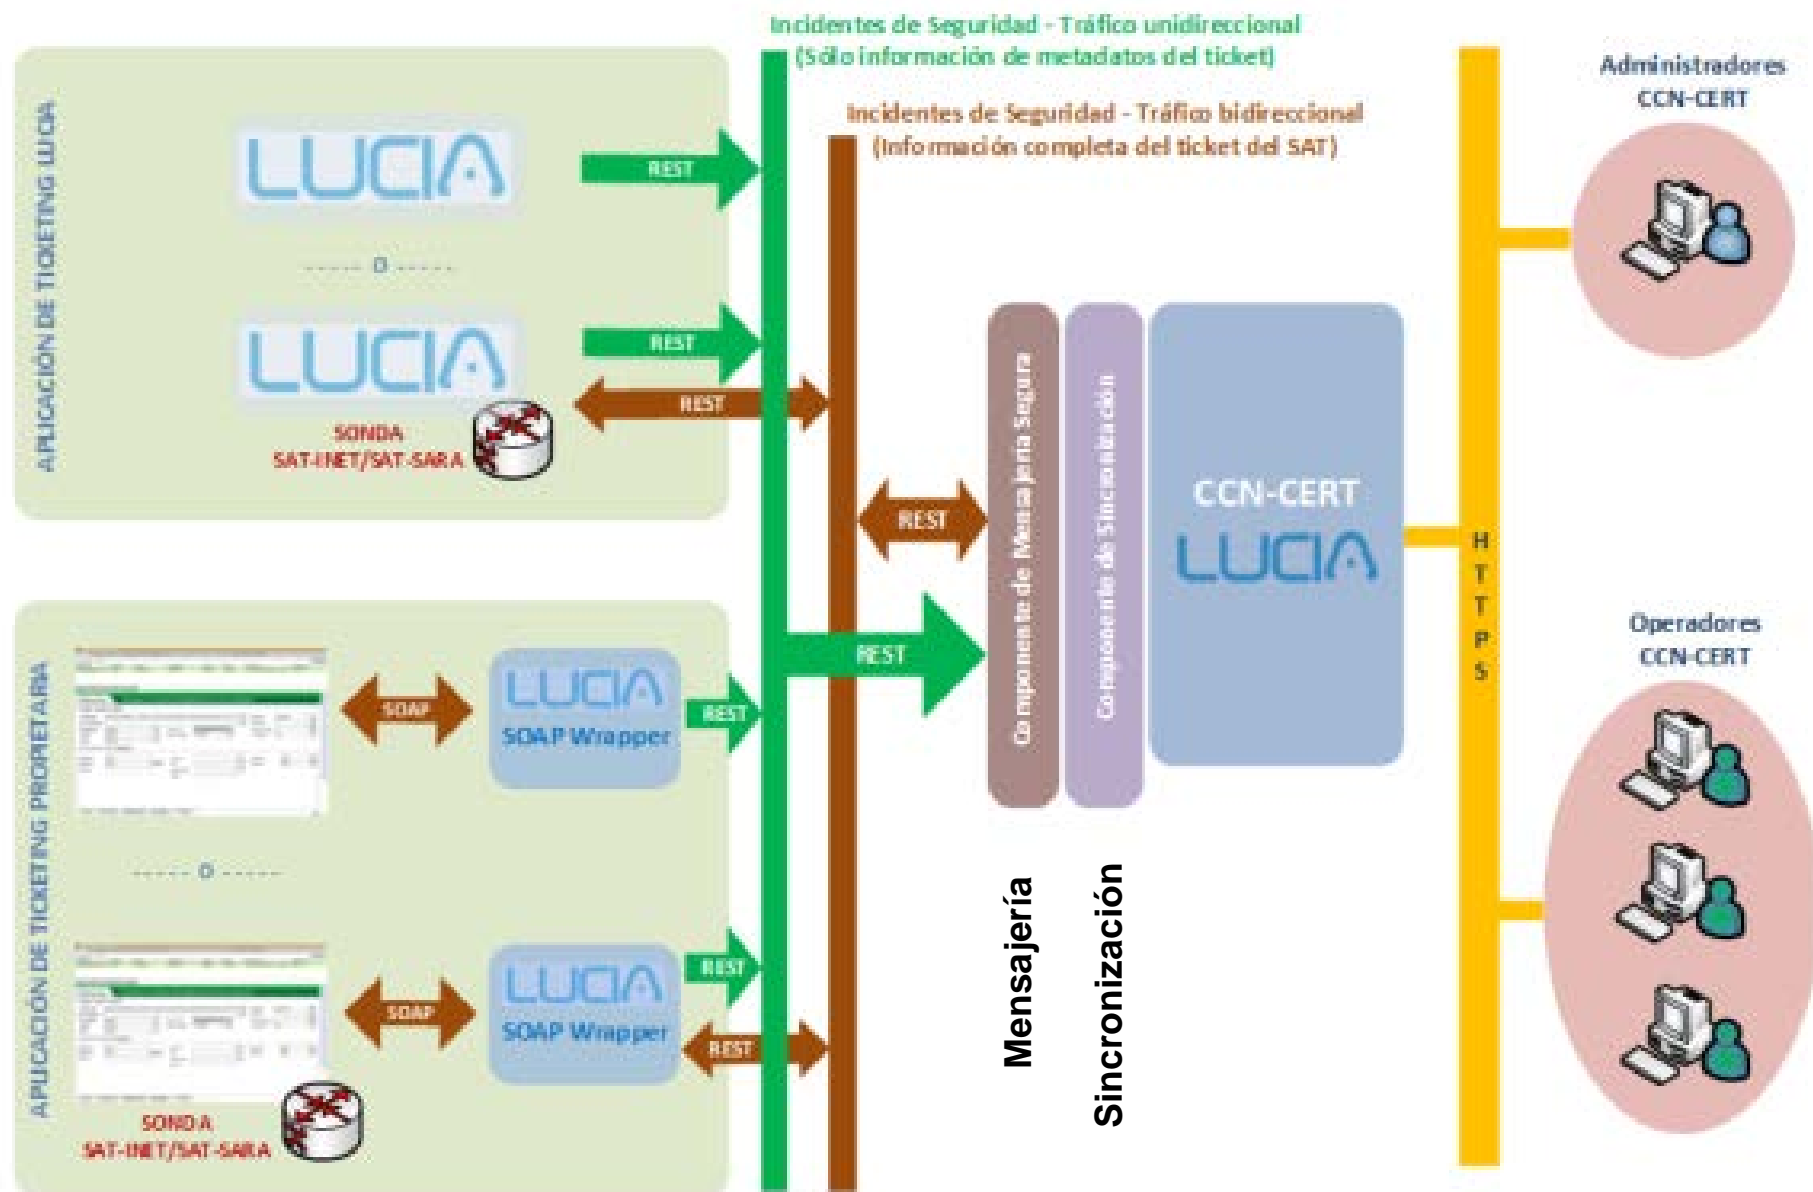 Incidentes de Seguridad - Tráfico unidireccional
(Sólo información de metadatos del ticket)
Incidentes de Seguridad - Tráfico bidireccional
(Información completa del ticket del SAT)
APLICACIÓN DE TICKETING LUCIA
LUCIA
REST
----- O -----
LUCIA
REST
REST
SONDA
SAT-INET/SAT-SARA
APLICACIÓN DE TICKETING PROPIETARIA
SOAP
LUCIA
SOAP Wrapper
REST
----- O -----
SOAP
LUCIA
SOAP Wrapper
REST
REST
SONDA
SAT-INET/SAT-SARA
REST
REST
Componente de Mensajería Segura
Componente de Sincronización
CCN-CERT
LUCIA
Mensajería
Sincronización
HTTPS
Administradores
CCN-CERT
Operadores
CCN-CERT